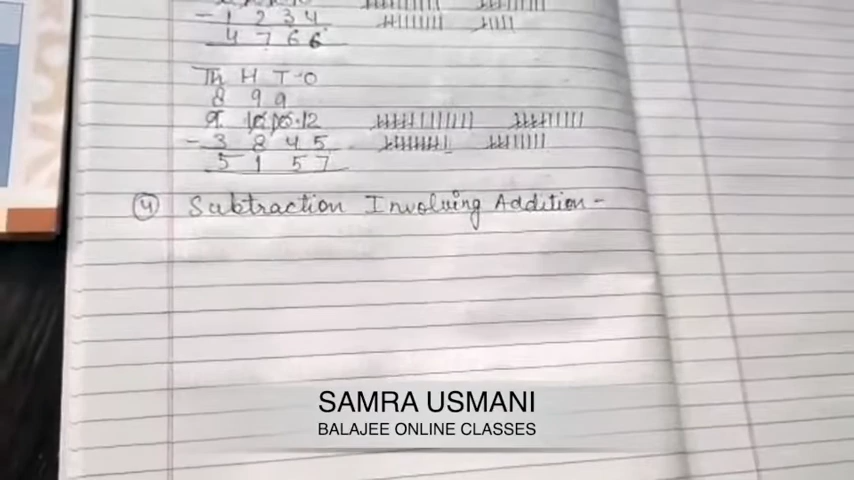 - 1 2 3 4
4 7 6 6
Th H T O
8 9 9
9 10 10 12
- 3 8 4 5
5 1 5 7
4 Subtraction Involving Addition -
SAMRA USMANI
BALAJEE ONLINE CLASSES